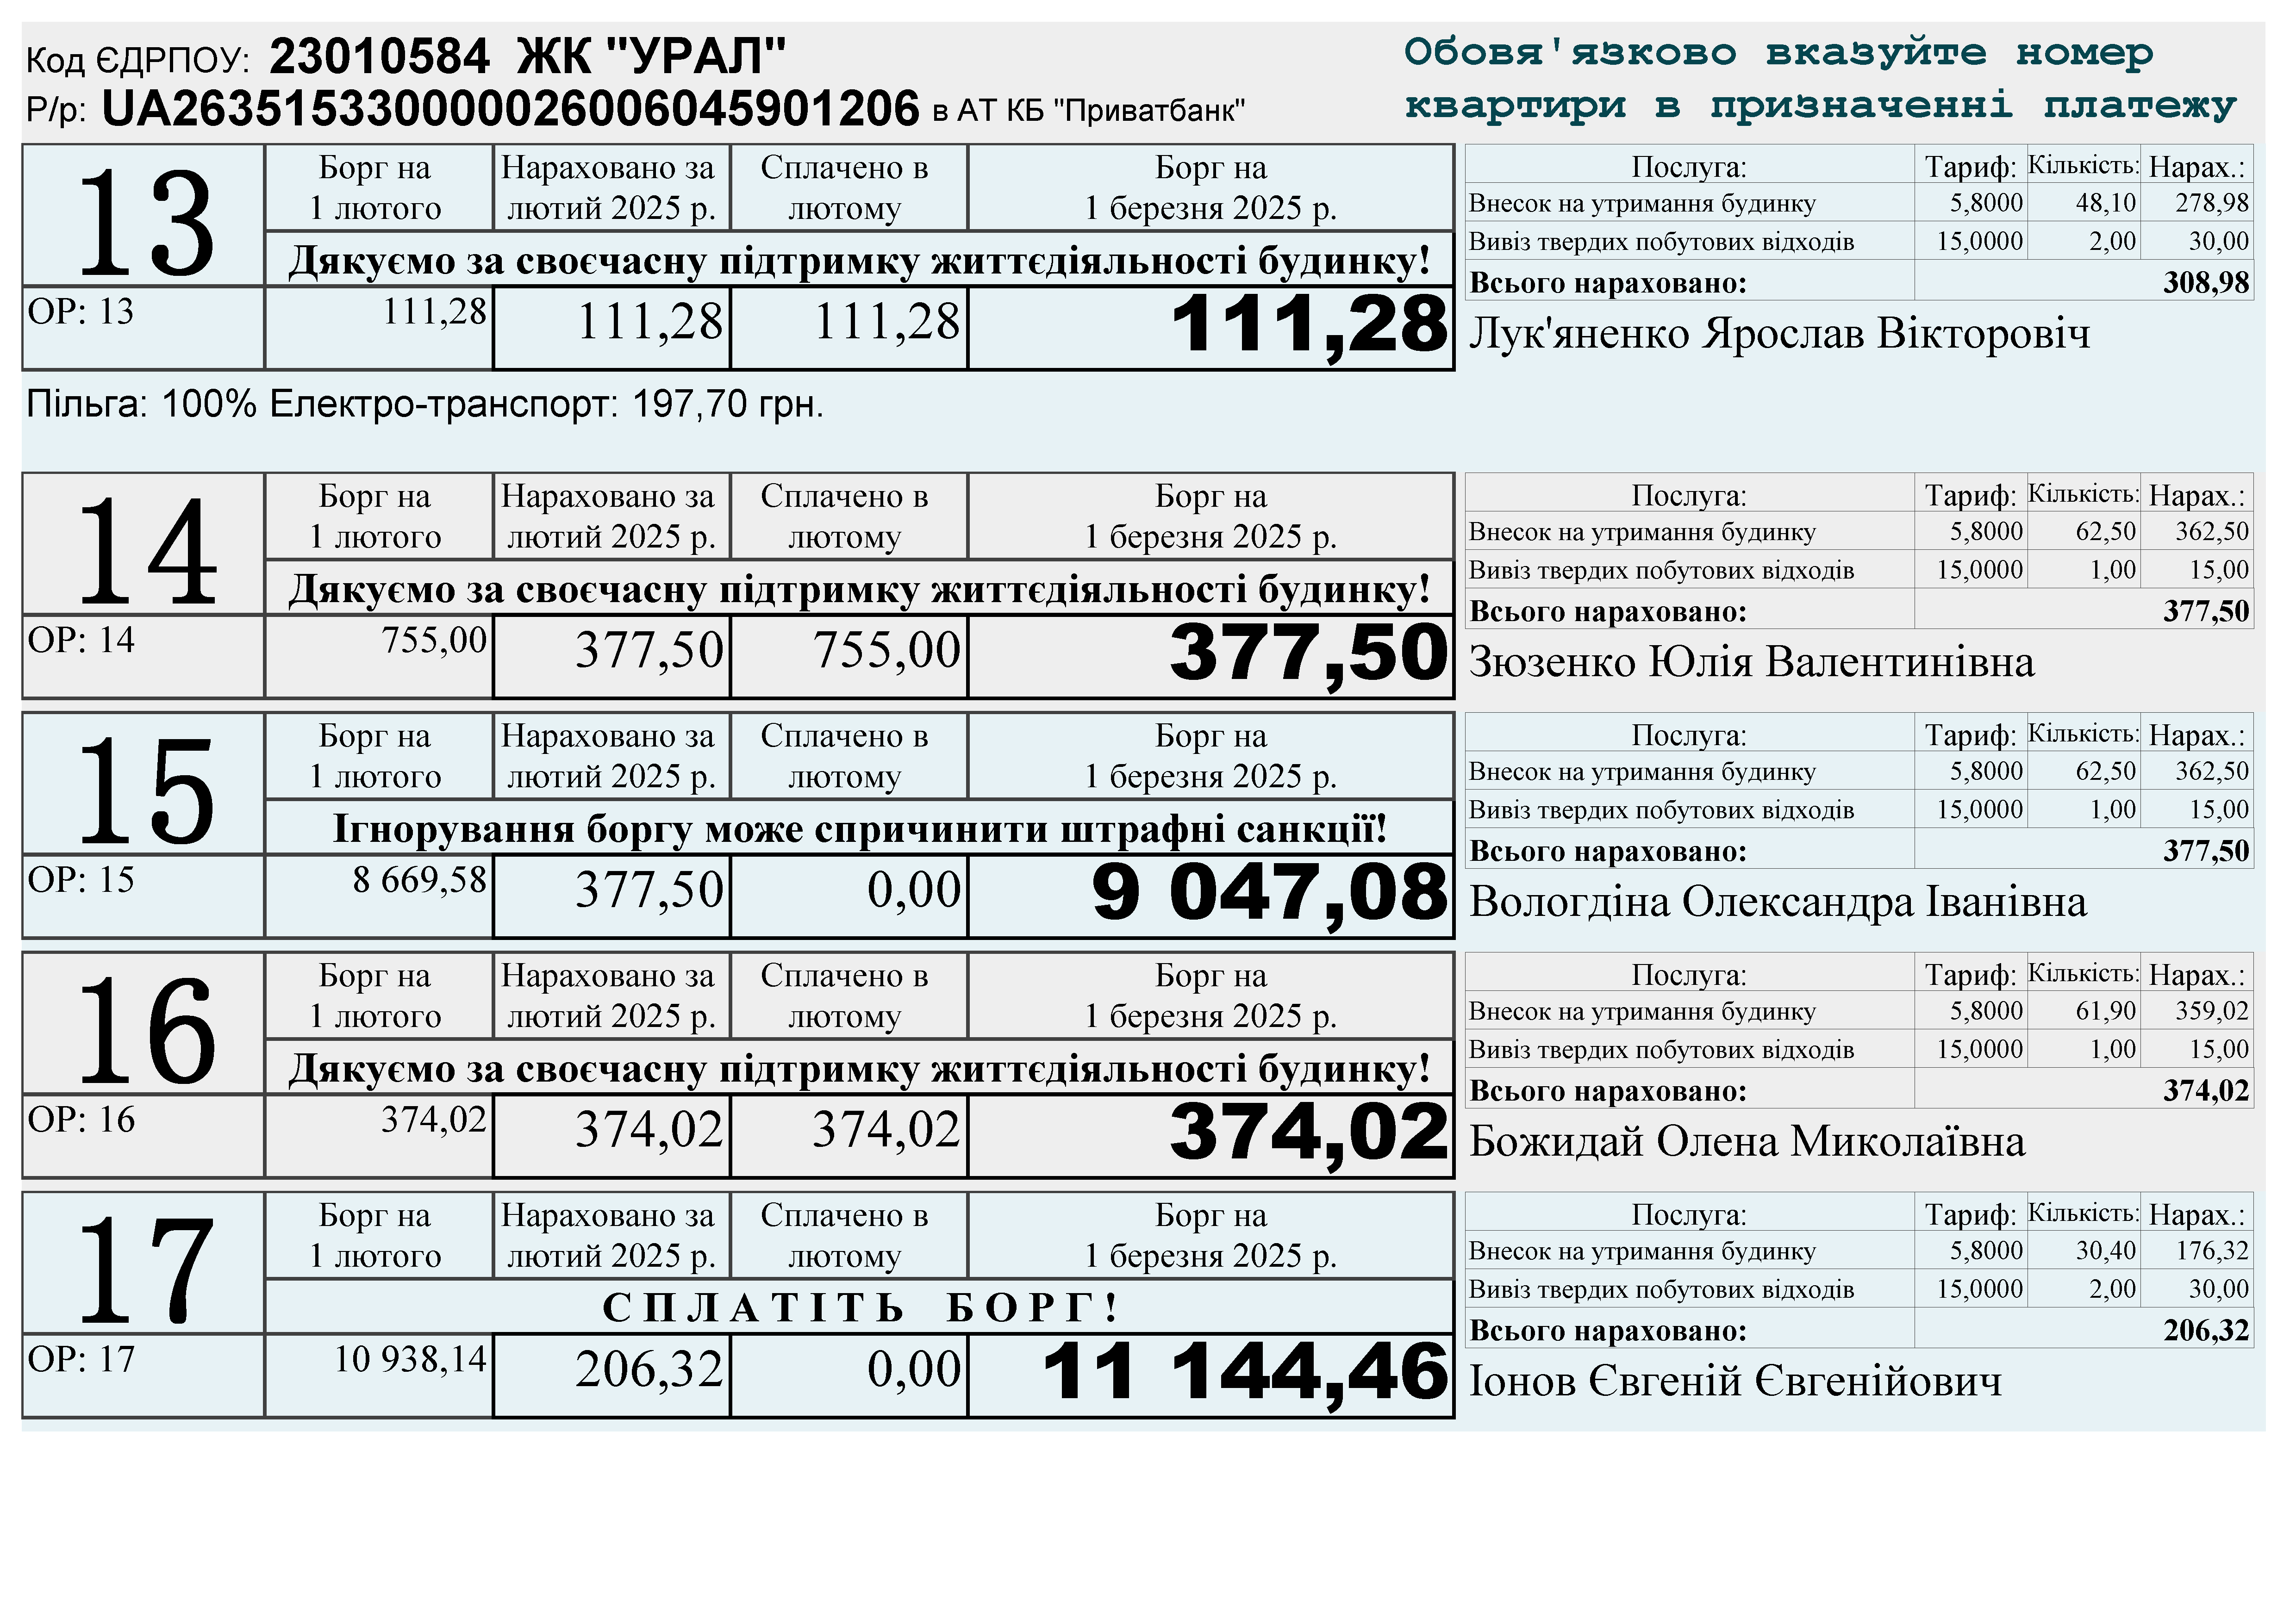 Код ЄДРПОУ: 23010584 ЖК "УРАЛ"
Р/р: UA263515330000026006045901206 в АТ КБ "Приватбанк"
Обовя'язково вказуйте номер
квартири в призначенні платежу
13
Борг на 1 лютого
Нараховано за лютий 2025 р.
Сплачено в лютому
Борг на 1 березня 2025 р.
Дякуємо за своєчасну підтримку життєдіяльності будинку!
ОР: 13 111,28 111,28 111,28 111,28
Послуга: Тариф: Кількість: Нарах.:
Внесок на утримання будинку 5,8000 48,10 278,98
Вивіз твердих побутових відходів 15,0000 2,00 30,00
Всього нараховано: 308,98
Лук'яненко Ярослав Вікторовіч
Пільга: 100% Електро-транспорт: 197,70 грн.
14
Борг на 1 лютого
Нараховано за лютий 2025 р.
Сплачено в лютому
Борг на 1 березня 2025 р.
Дякуємо за своєчасну підтримку життєдіяльності будинку!
ОР: 14 755,00 377,50 755,00 377,50
Послуга: Тариф: Кількість: Нарах.:
Внесок на утримання будинку 5,8000 62,50 362,50
Вивіз твердих побутових відходів 15,0000 1,00 15,00
Всього нараховано: 377,50
Зюзенко Юлія Валентинівна
15
Борг на 1 лютого
Нараховано за лютий 2025 р.
Сплачено в лютому
Борг на 1 березня 2025 р.
Ігнорування боргу може спричинити штрафні санкції!
ОР: 15 8 669,58 377,50 0,00 9 047,08
Послуга: Тариф: Кількість: Нарах.:
Внесок на утримання будинку 5,8000 62,50 362,50
Вивіз твердих побутових відходів 15,0000 1,00 15,00
Всього нараховано: 377,50
Вологдіна Олександра Іванівна
16
Борг на 1 лютого
Нараховано за лютий 2025 р.
Сплачено в лютому
Борг на 1 березня 2025 р.
Дякуємо за своєчасну підтримку життєдіяльності будинку!
ОР: 16 374,02 374,02 374,02 374,02
Послуга: Тариф: Кількість: Нарах.:
Внесок на утримання будинку 5,8000 61,90 359,02
Вивіз твердих побутових відходів 15,0000 1,00 15,00
Всього нараховано: 374,02
Божидай Олена Миколаївна
17
Борг на 1 лютого
Нараховано за лютий 2025 р.
Сплачено в лютому
Борг на 1 березня 2025 р.
С П Л А Т І Т Ь Б О Р Г !
ОР: 17 10 938,14 206,32 0,00 11 144,46
Послуга: Тариф: Кількість: Нарах.:
Внесок на утримання будинку 5,8000 30,40 176,32
Вивіз твердих побутових відходів 15,0000 2,00 30,00
Всього нараховано: 206,32
Іонов Євгеній Євгенійович